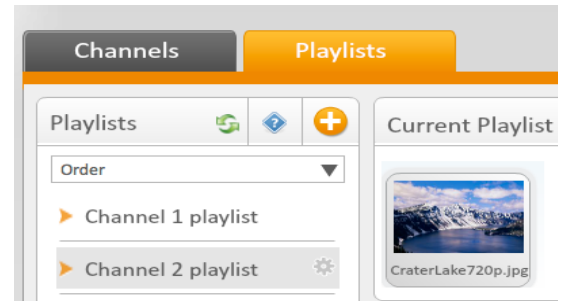 Channels
Playlists
Playlists
Order
Channel 1 playlist
Channel 2 playlist
Current Playlist
CraterLake720p.jpg